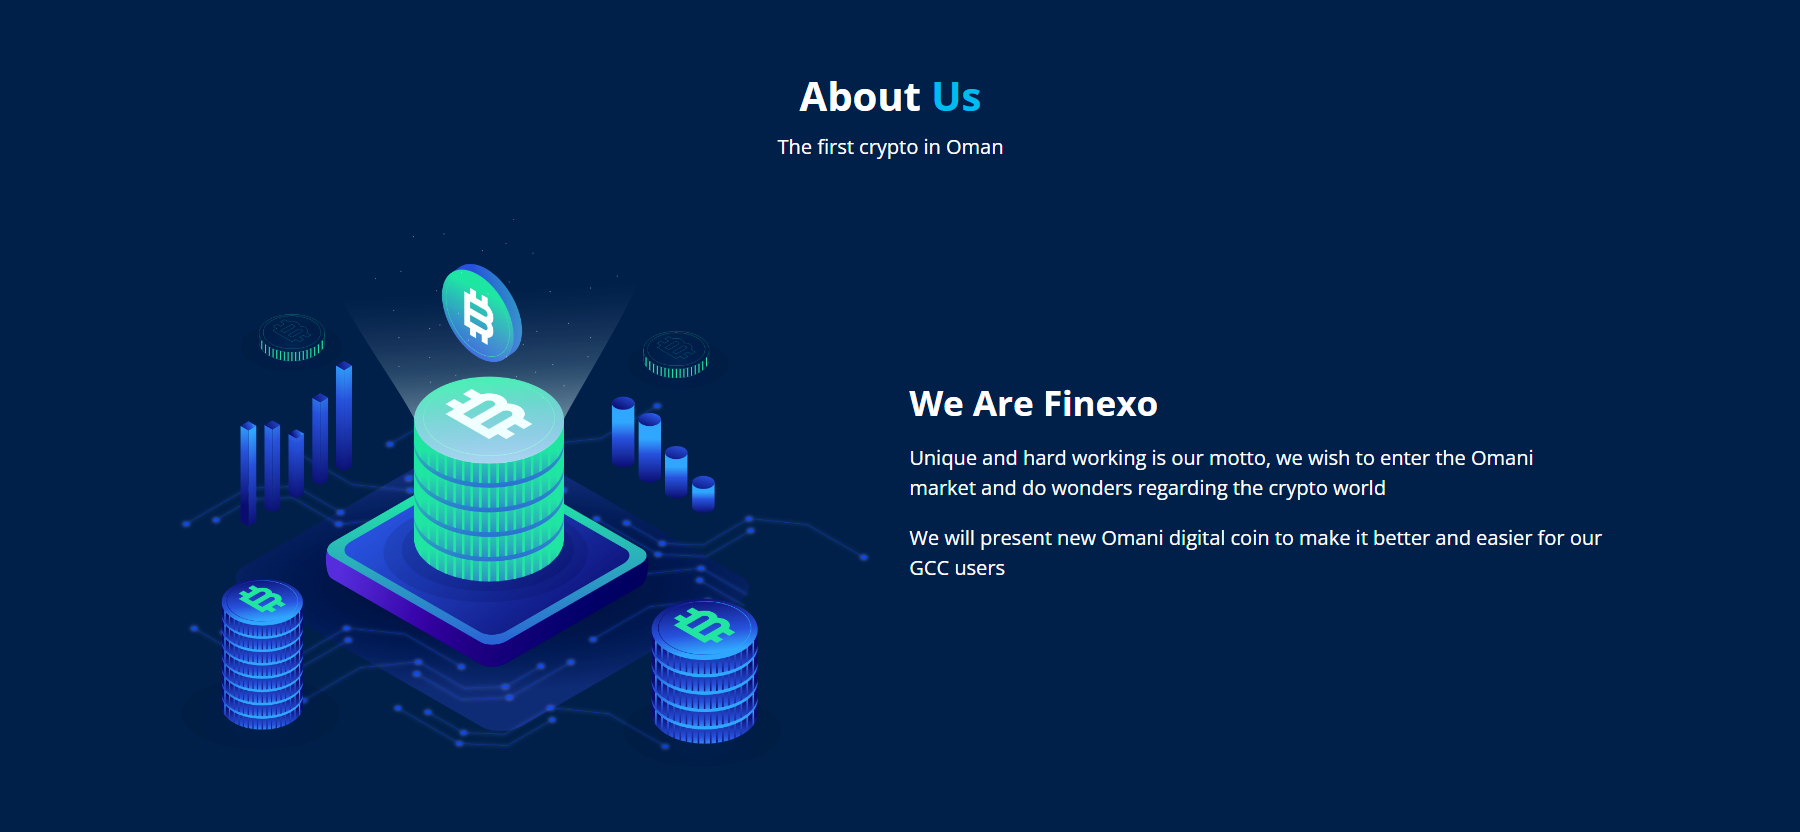 About Us
The first crypto in Oman
We Are Finexo
Unique and hard working is our motto, we wish to enter the Omani
market and do wonders regarding the crypto world
We will present new Omani digital coin to make it better and easier for our
GCC users